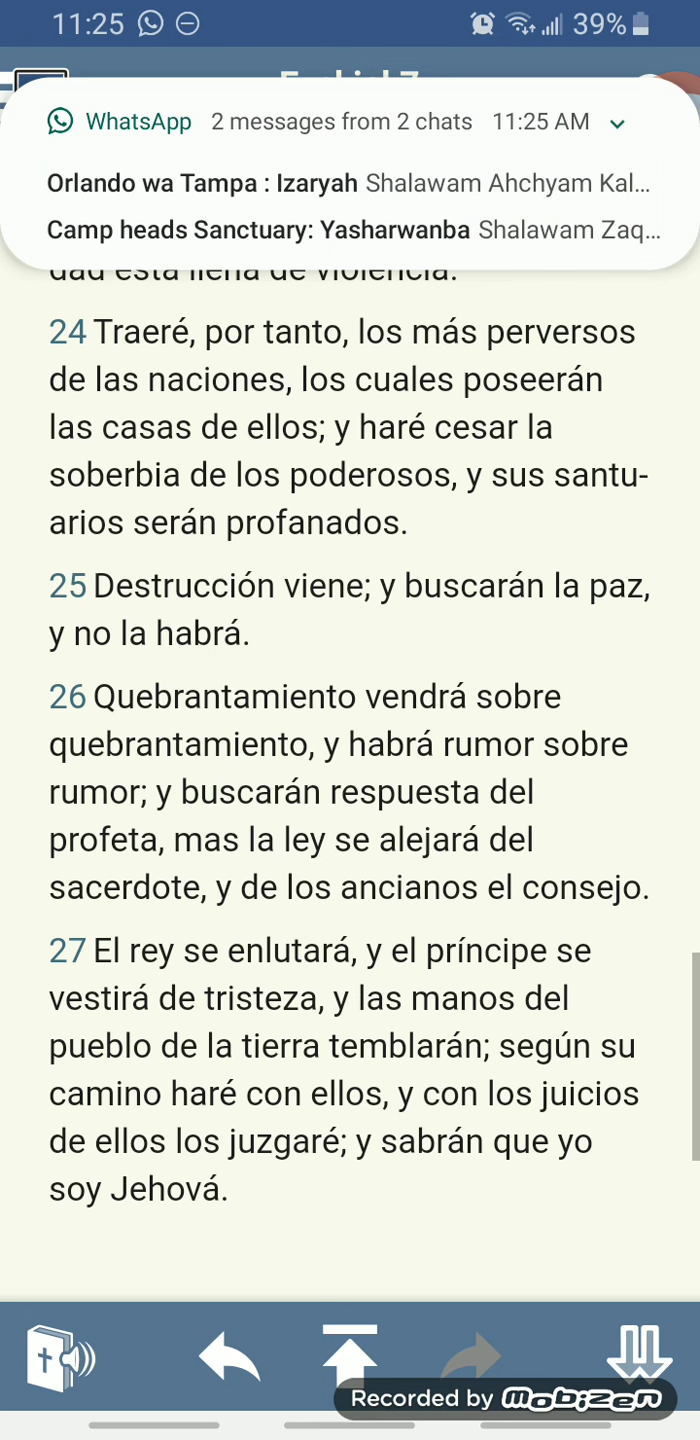 11:25 39%
WhatsApp 2 messages from 2 chats 11:25 AM
Orlando wa Tampa : Izaryah Shalawam Ahchyam Kal...
Camp heads Sanctuary: Yasharwanba Shalawam Zaq...
dad está llena de violencia.
24 Traeré, por tanto, los más perversos
de las naciones, los cuales poseerán
las casas de ellos; y haré cesar la
soberbia de los poderosos, y sus santu-
arios serán profanados.
25 Destrucción viene; y buscarán la paz,
y no la habrá.
26 Quebrantamiento vendrá sobre
quebrantamiento, y habrá rumor sobre
rumor; y buscarán respuesta del
profeta, mas la ley se alejará del
sacerdote, y de los ancianos el consejo.
27 El rey se enlutará, y el príncipe se
vestirá de tristeza, y las manos del
pueblo de la tierra temblarán; según su
camino haré con ellos, y con los juicios
de ellos los juzgaré; y sabrán que yo
soy Jehová.
Recorded by Mobizen